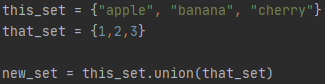 this_set = {"apple", "banana", "cherry"}
that_set = {1,2,3}
new_set = this_set.union(that_set)